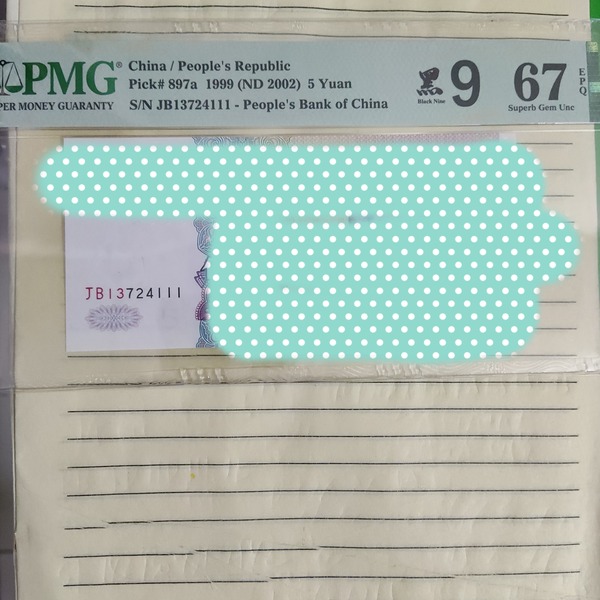 PMG®
PAPER MONEY GUARANTY
China / People's Republic
Pick# 897a 1999 (ND 2002) 5 Yuan
S/N JB13724111 - People's Bank of China
黑9
Black Nine
67
Superb Gem Unc
EPQ
JB13724111